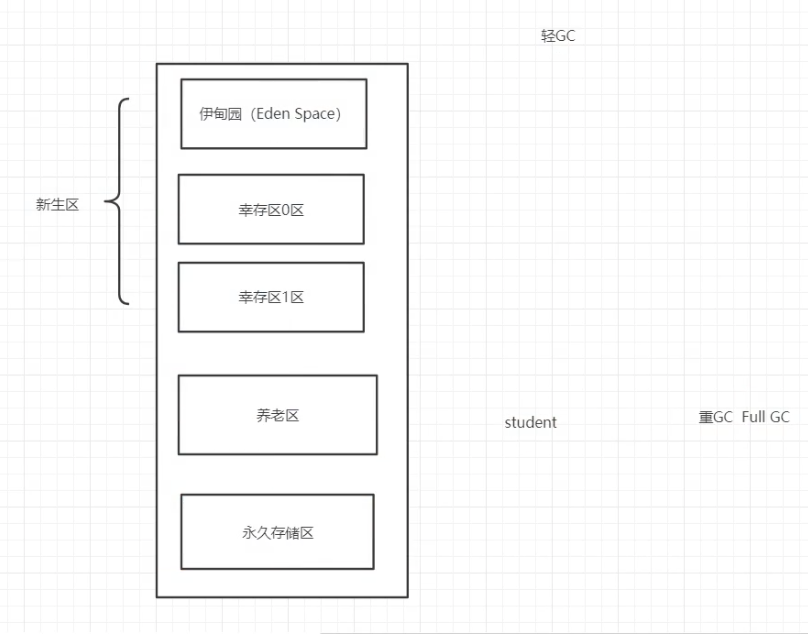 轻GC
伊甸园（Eden Space）
新生区
幸存区0区
幸存区1区
养老区
student
重GC Full GC
永久存储区